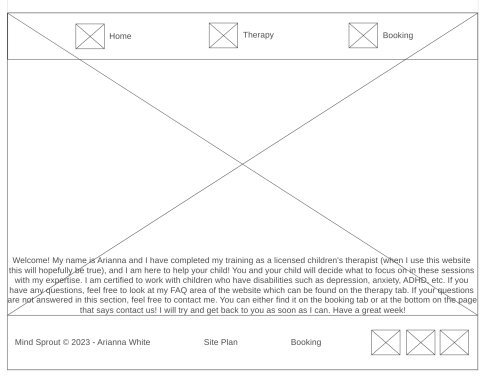 Home
Therapy
Booking
Welcome! My name is Arianna and I have completed my training as a licensed children's therapist (when I use this website
this will hopefully be true), and I am here to help your child! You and your child will decide what to focus on in these sessions
with my expertise. I am certified to work with children who have disabilities such as depression, anxiety, ADHD, etc. If you
have any questions, feel free to look at my FAQ area of the website which can be found on the therapy tab. If your questions
are not answered in this section, feel free to contact me. You can either find it on the booking tab or at the bottom on the page
that says contact us! I will try and get back to you as soon as I can. Have a great week!
Mind Sprout © 2023 - Arianna White
Site Plan
Booking